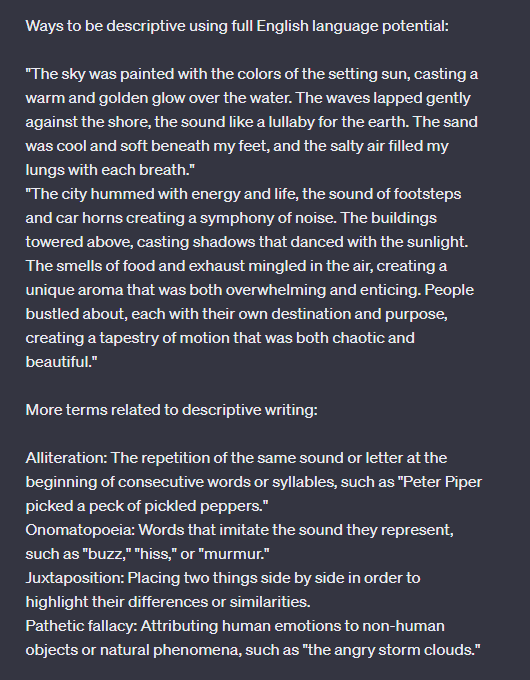 Ways to be descriptive using full English language potential:
"The sky was painted with the colors of the setting sun, casting a
warm and golden glow over the water. The waves lapped gently
against the shore, the sound like a lullaby for the earth. The sand
was cool and soft beneath my feet, and the salty air filled my
lungs with each breath."
"The city hummed with energy and life, the sound of footsteps
and car horns creating a symphony of noise. The buildings
towered above, casting shadows that danced with the sunlight.
The smells of food and exhaust mingled in the air, creating a
unique aroma that was both overwhelming and enticing. People
bustled about, each with their own destination and purpose,
creating a tapestry of motion that was both chaotic and
beautiful."
More terms related to descriptive writing:
Alliteration: The repetition of the same sound or letter at the
beginning of consecutive words or syllables, such as "Peter Piper
picked a peck of pickled peppers."
Onomatopoeia: Words that imitate the sound they represent,
such as "buzz," "hiss," or "murmur."
Juxtaposition: Placing two things side by side in order to
highlight their differences or similarities.
Pathetic fallacy: Attributing human emotions to non-human
objects or natural phenomena, such as "the angry storm clouds."